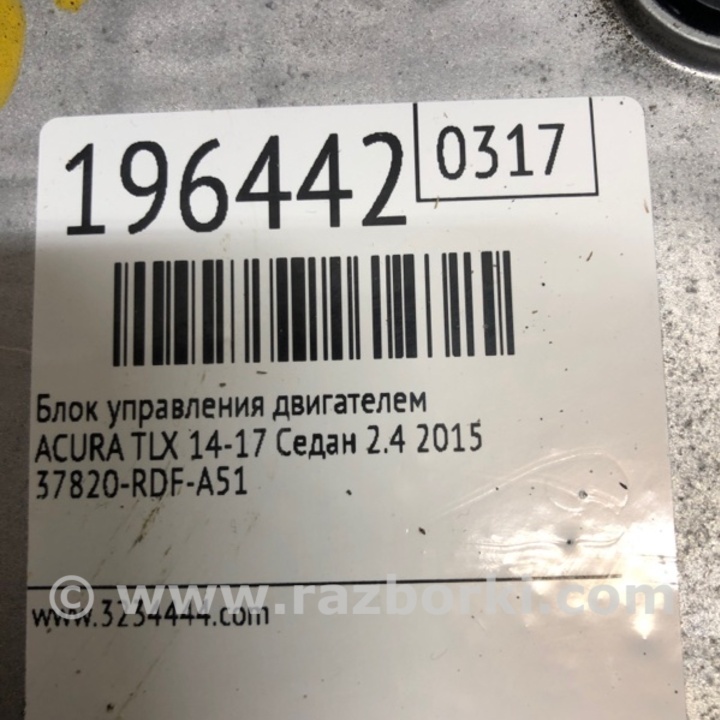 196442
0317
Блок управления двигателем
ACURA TLX 14-17 Седан 2.4 2015
37820-RDF-A51
© www.razborki.com
www.3234444.com